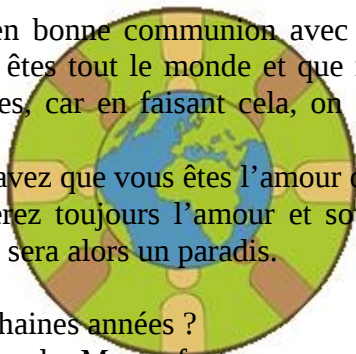 en bonne communion avec
êtes tout le monde et que
es, car en faisant cela, on
avez que vous êtes l’amour
erez toujours l’amour et so
sera alors un paradis.
haines années ?